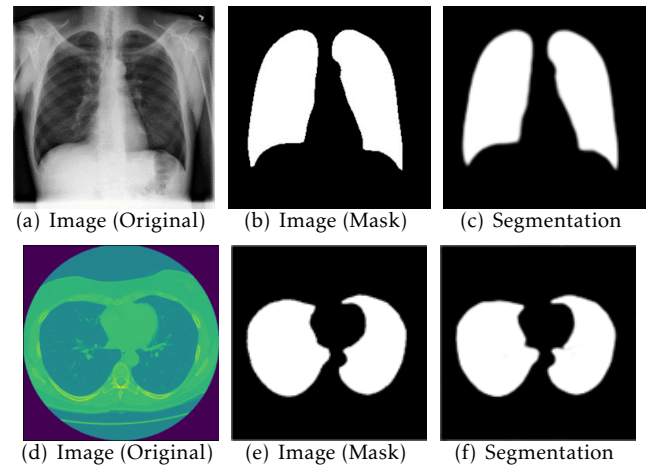 (a) Image (Original)
(b) Image (Mask)
(c) Segmentation
(d) Image (Original)
(e) Image (Mask)
(f) Segmentation